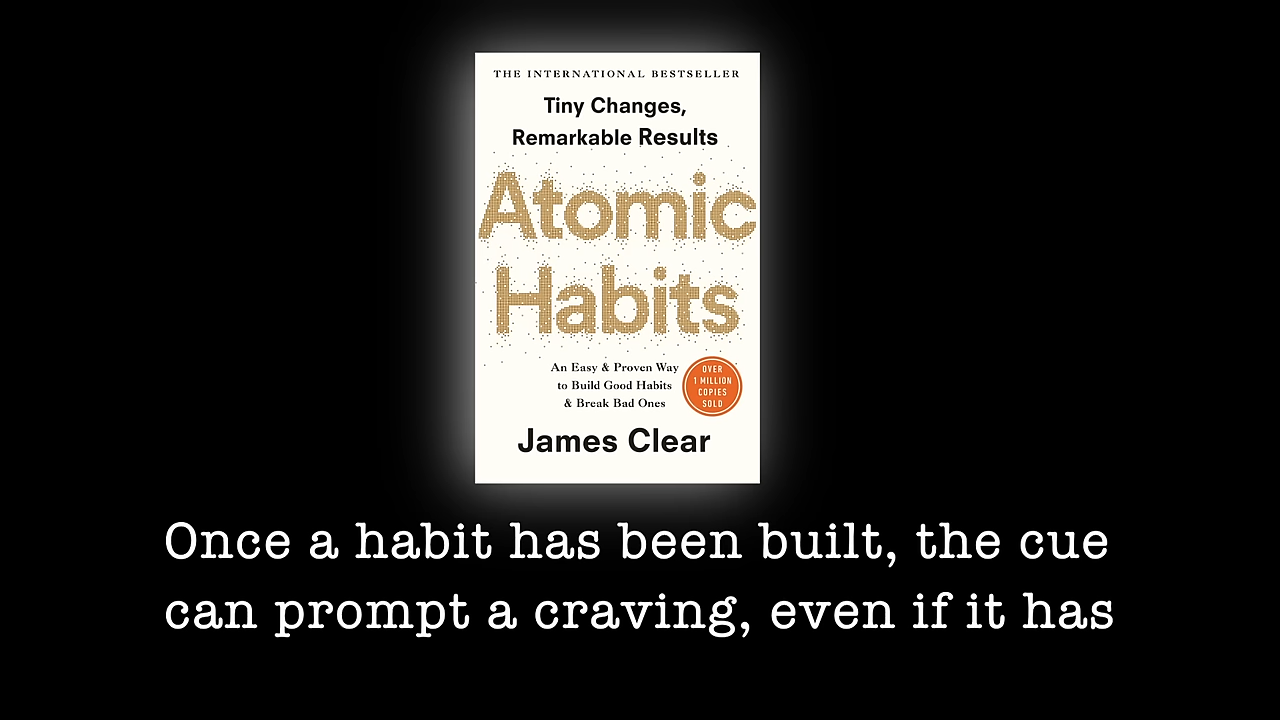 THE INTERNATIONAL BESTSELLER
Tiny Changes,
Remarkable Results
Atomic
Habits
An Easy & Proven Way
to Build Good Habits
& Break Bad Ones
OVER
1 MILLION
COPIES
SOLD
James Clear
Once a habit has been built, the cue
can prompt a craving, even if it has